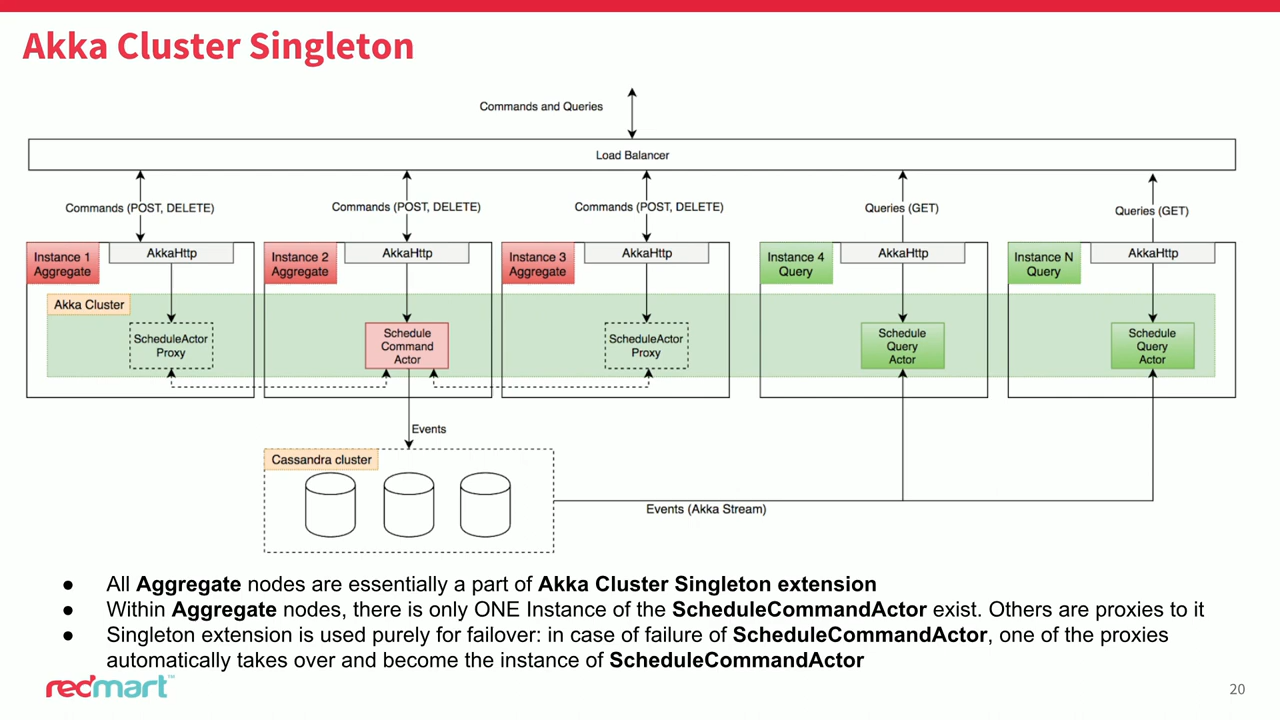 Akka Cluster Singleton
Commands and Queries
Load Balancer
Commands (POST, DELETE)
Commands (POST, DELETE)
Commands (POST, DELETE)
Queries (GET)
Queries (GET)
Instance 1
Aggregate
AkkaHttp
Instance 2
Aggregate
AkkaHttp
Instance 3
Aggregate
AkkaHttp
Instance 4
Query
AkkaHttp
Instance N
Query
AkkaHttp
Akka Cluster
ScheduleActor
Proxy
Schedule
Command
Actor
ScheduleActor
Proxy
Schedule
Query
Actor
Schedule
Query
Actor
Events
Cassandra cluster
Events (Akka Stream)
● All Aggregate nodes are essentially a part of Akka Cluster Singleton extension
● Within Aggregate nodes, there is only ONE Instance of the ScheduleCommandActor exist. Others are proxies to it
● Singleton extension is used purely for failover: in case of failure of ScheduleCommandActor, one of the proxies
automatically takes over and become the instance of ScheduleCommandActor
redmart™
20